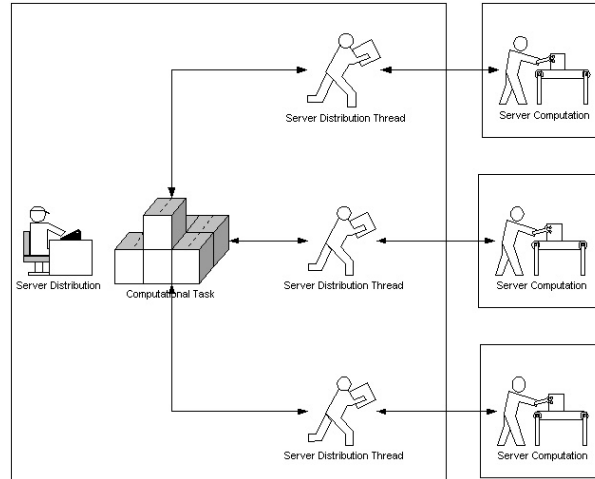 Server Distribution Thread
Server Computation
Server Distribution
Computational Task
Server Distribution Thread
Server Computation
Server Distribution Thread
Server Computation